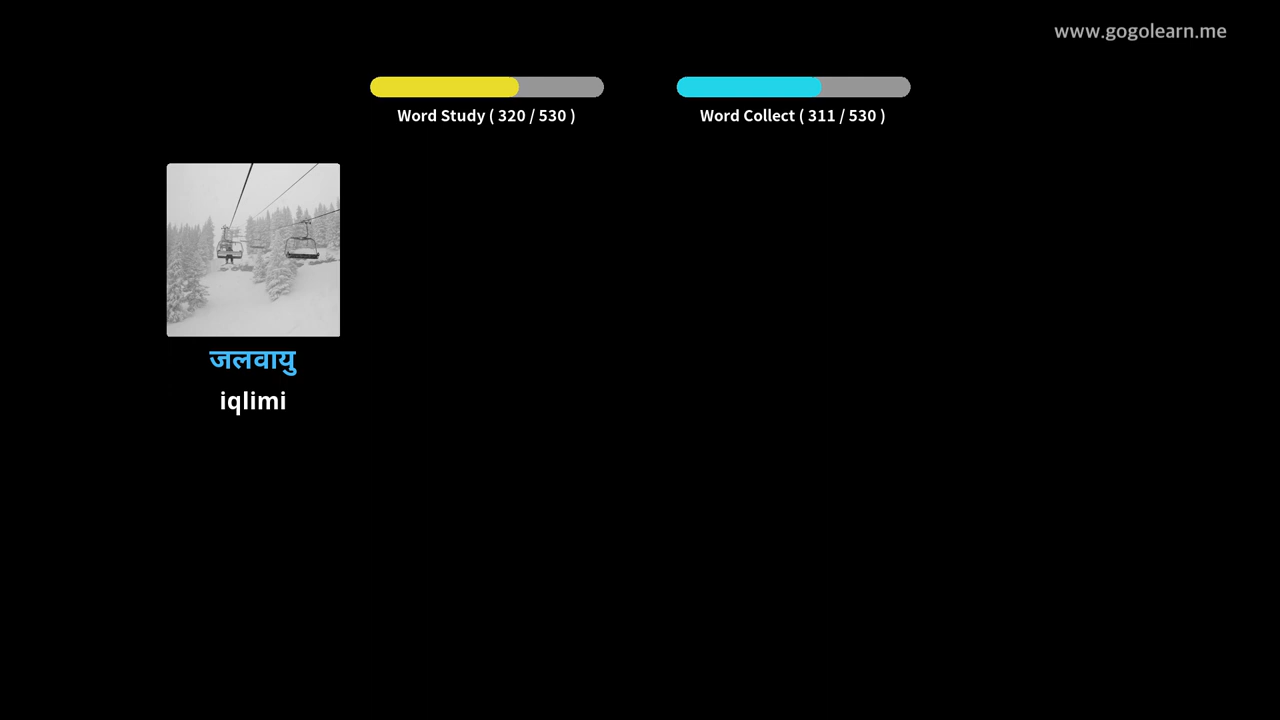 www.gogolearn.me
Word Study ( 320 / 530 )
Word Collect ( 311 / 530 )
जलवायु
iqlimi